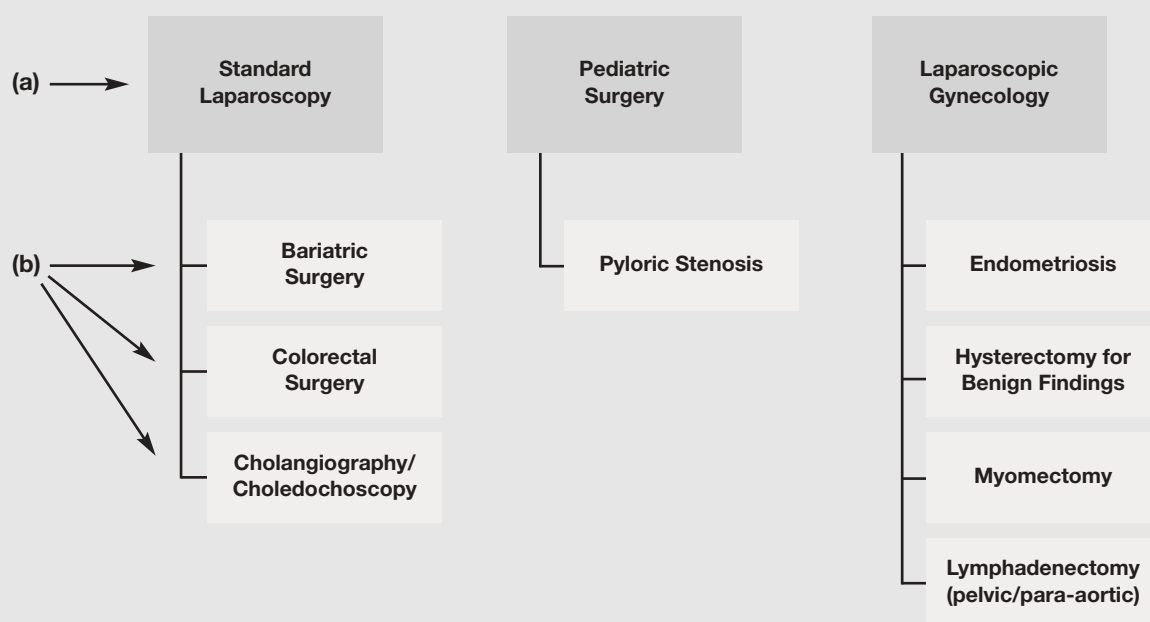 (a)
Standard
Laparoscopy
Pediatric
Surgery
Laparoscopic
Gynecology
(b)
Bariatric
Surgery
Colorectal
Surgery
Cholangiography/
Choledochoscopy
Pyloric Stenosis
Endometriosis
Hysterectomy for
Benign Findings
Myomectomy
Lymphadenectomy
(pelvic/para-aortic)